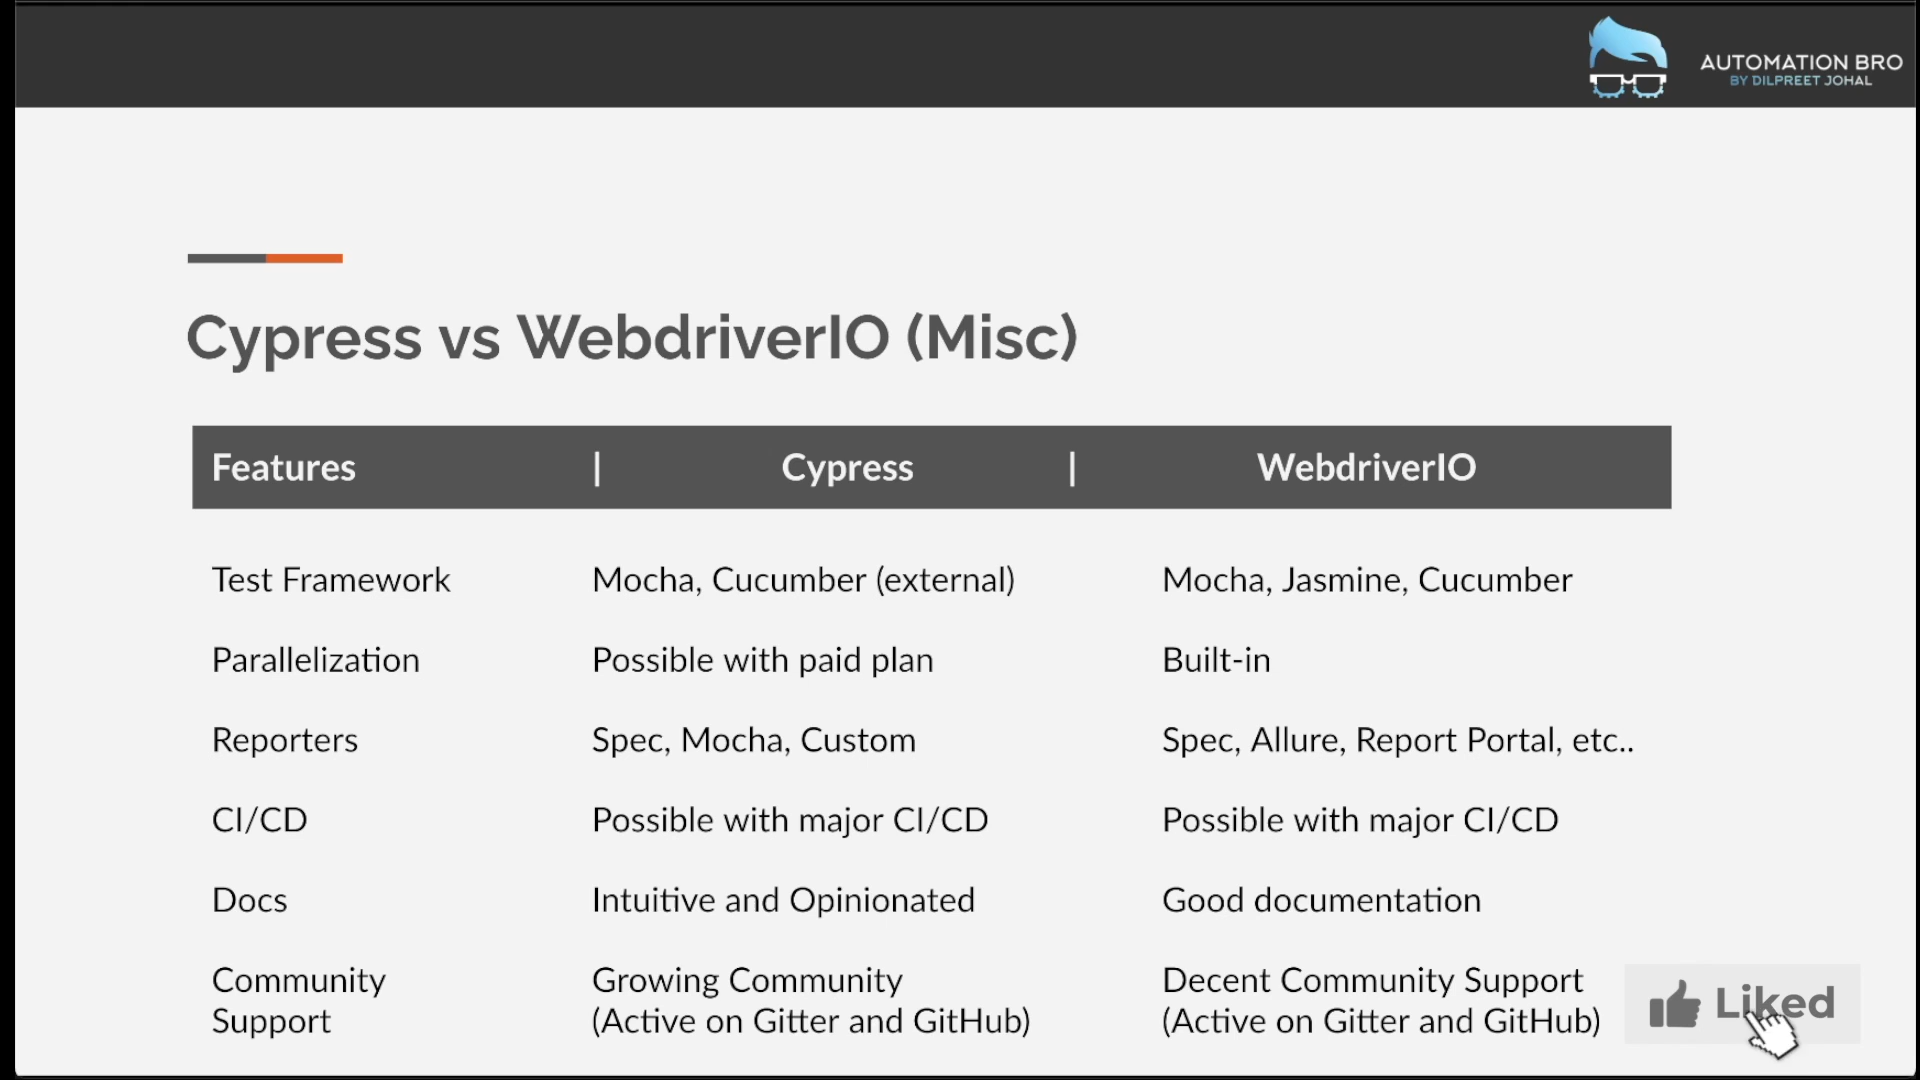 AUTOMATION BRO
BY DILPREET JOHAL
Cypress vs WebdriverIO (Misc)
Features | Cypress | WebdriverIO
Test Framework Mocha, Cucumber (external) Mocha, Jasmine, Cucumber
Parallelization Possible with paid plan Built-in
Reporters Spec, Mocha, Custom Spec, Allure, Report Portal, etc..
CI/CD Possible with major CI/CD Possible with major CI/CD
Docs Intuitive and Opinionated Good documentation
Community Growing Community Decent Community Support
Support (Active on Gitter and GitHub) (Active on Gitter and GitHub)
Liked